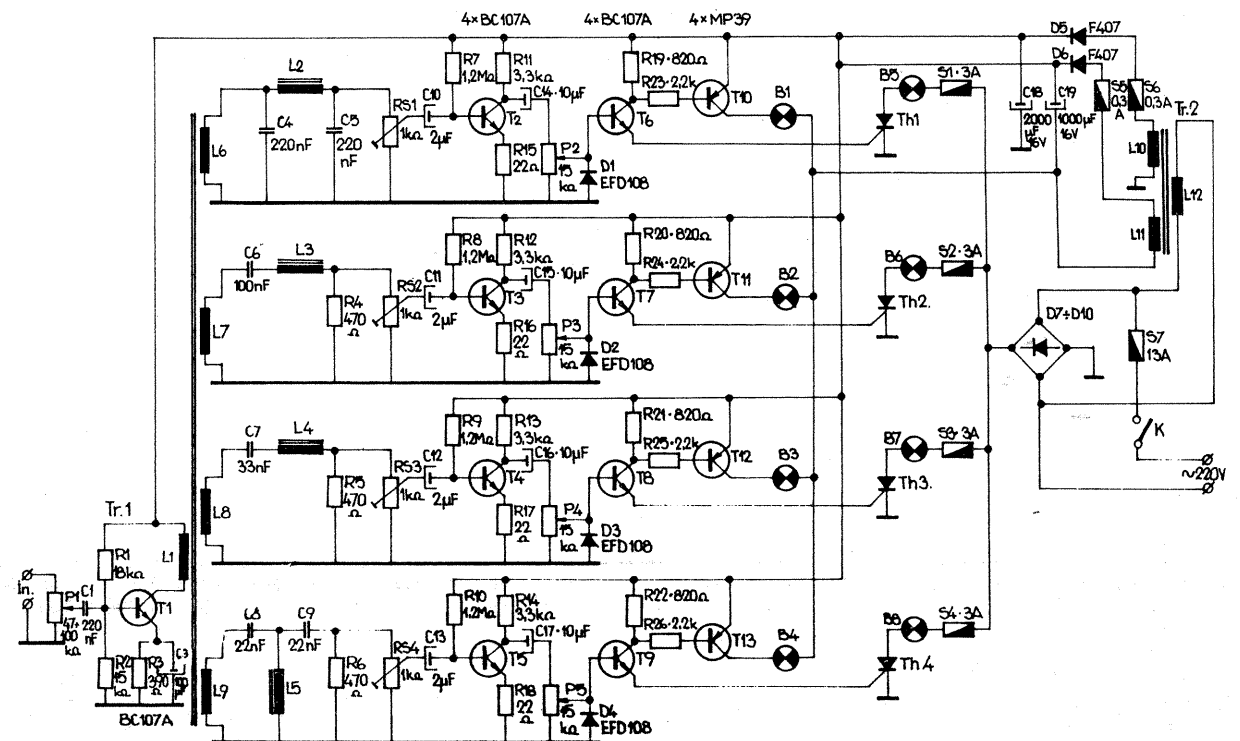 4×BC107A
4×BC107A
4×MP39
D5
F407
D6
F407
R7
1,2MΩ
R11
3,3kΩ
C10
2µF
C14·10µF
T2
R15
22Ω
P2
15
kΩ
D1
EFD108
R19·820Ω
R23·2,2k
T6
T10
B1
B5
S1·3A
Th1
C18
2000
µF
16V
C19
1000µF
16V
S5
0,3
A
S6
0,3A
Tr.2
L10
L11
L12
L2
L6
C4
220nF
C5
220
nF
RS1
1kΩ
C6
100nF
L3
L7
R4
470
Ω
RS2
1kΩ
C11
2µF
R8
1,2MΩ
R12
3,3kΩ
C15·10µF
T3
R16
22
Ω
P3
15
kΩ
D2
EFD108
R20·820Ω
R24·2,2k
T7
T11
B2
B6
S2·3A
Th2.
D7÷D10
S7
13A
K
~220V
C7
33nF
L4
L8
R5
470
Ω
RS3
1kΩ
C12
2µF
R9
1,2MΩ
R13
3,3kΩ
C16·10µF
T4
R17
22
Ω
P4
15
kΩ
D3
EFD108
R21·820Ω
R25·2,2k
T8
T12
B3
B7
S3·3A
Th3.
Tr.1
L1
R1
18kΩ
in.
P1
47÷
100
kΩ
C1
220
nF
T1
R2
15
kΩ
R3
390
Ω
C3
BC107A
C8
22nF
C9
22nF
L9
L5
R6
470
Ω
RS4
1kΩ
C13
2µF
R10
1,2MΩ
R14
3,3kΩ
C17·10µF
T5
R18
22
Ω
P5
15
kΩ
D4
EFD108
R22·820Ω
R26·2,2k
T9
T13
B4
B8
S4·3A
Th.4